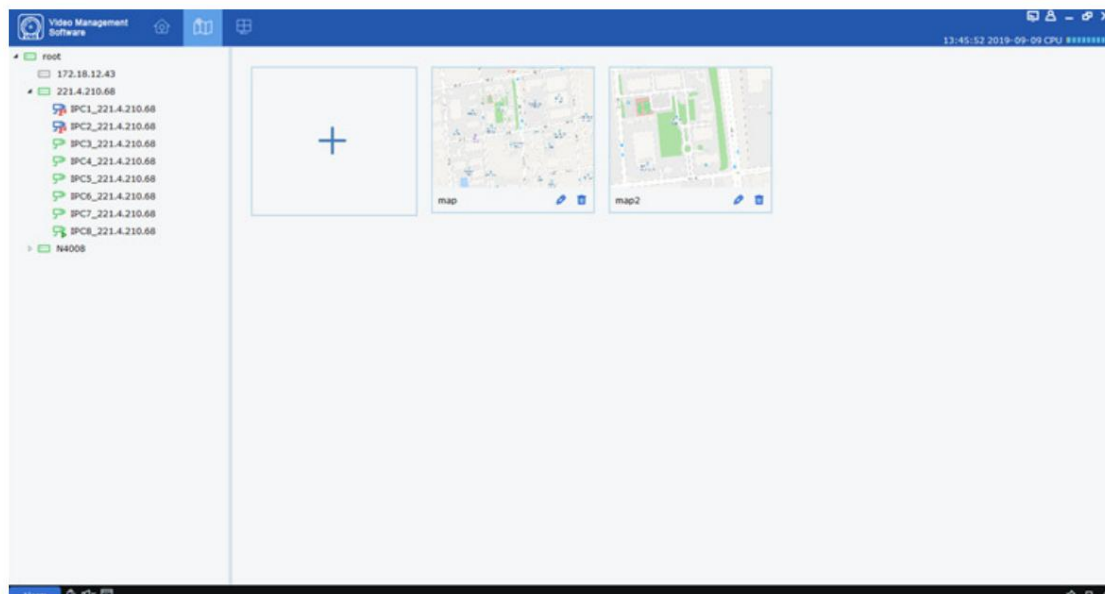 Video Management
Software
13:45:52 2019-09-09 CPU
root
172.18.12.43
221.4.210.68
IPC1_221.4.210.68
IPC2_221.4.210.68
IPC3_221.4.210.68
IPC4_221.4.210.68
IPC5_221.4.210.68
IPC6_221.4.210.68
IPC7_221.4.210.68
IPC8_221.4.210.68
N4008
map
map2